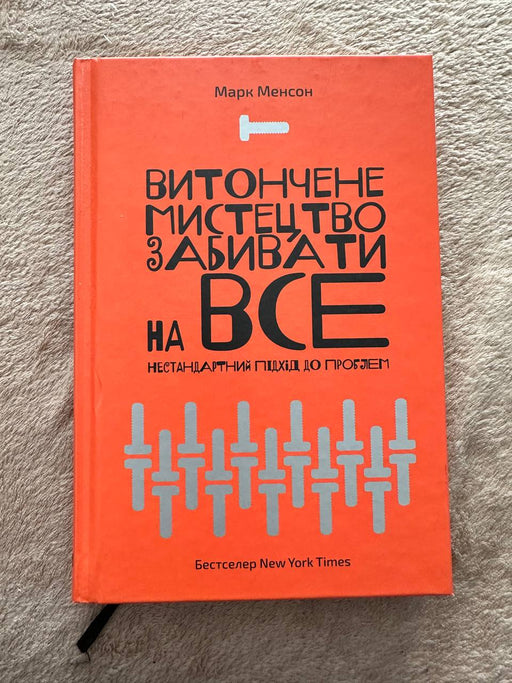 Марк Менсон
ВИТОНЧЕНЕ
МИСТЕЦТВО
ЗАБИВАТИ
НА ВСЕ
НЕСТАНДАРТНИЙ ПІДХІД ДО ПРОБЛЕМ
Бестселер New York Times